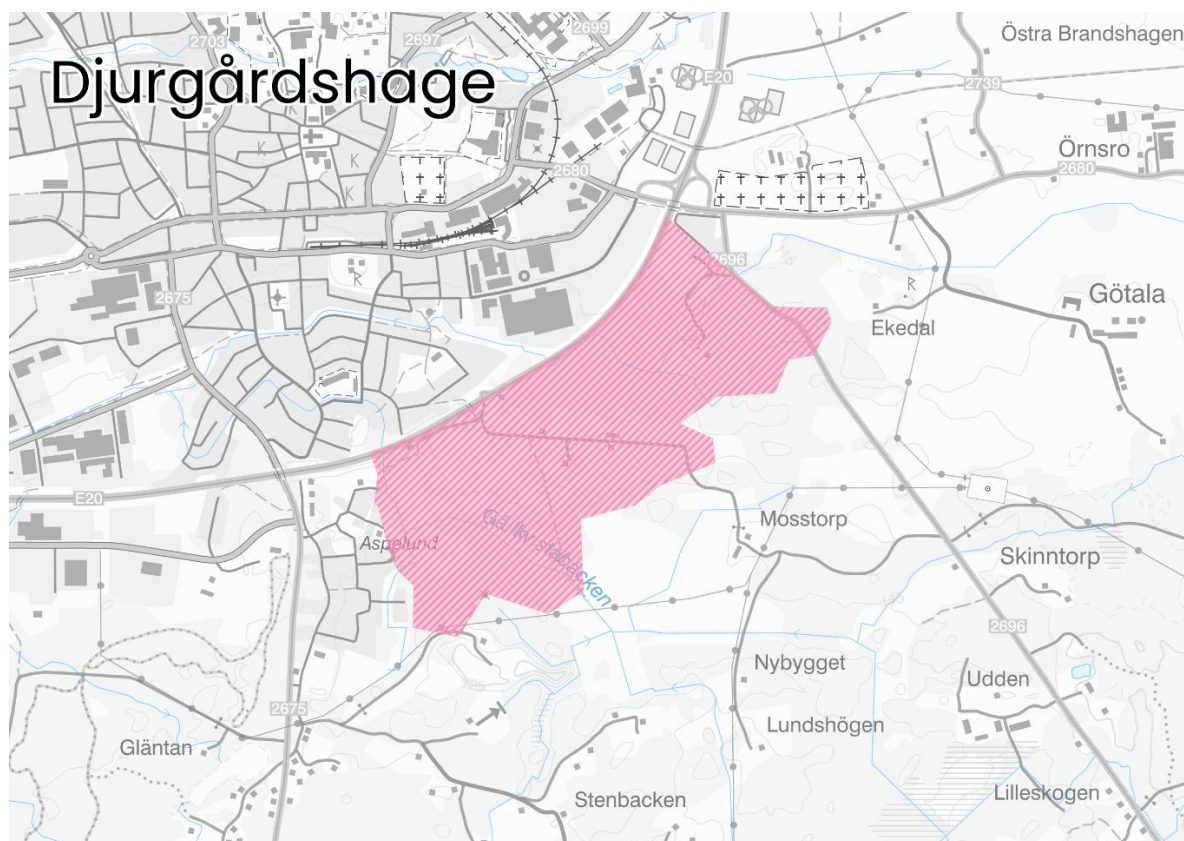 2703
2697
2699
Djurgårdshage
E20
Östra Brandshagen
2739
Örnsro
K
K
K
2680
2680
2696
R
R
Götala
Ekedal
2675
E20
Aspelund
Mosstorp
Skinntorp
2696
Nybygget
Udden
2675
Lundshögen
Gläntan
Stenbacken
Lilleskogen